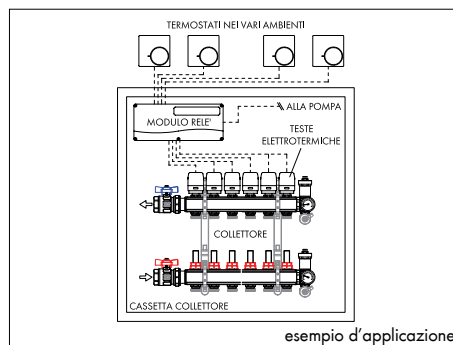 TERMOSTATI NEI VARI AMBIENTI
ALLA POMPA
MODULO RELE'
TESTE
ELETTROTERMICHE
COLLETTORE
CASSETTA COLLETTORE
esempio d'applicazione